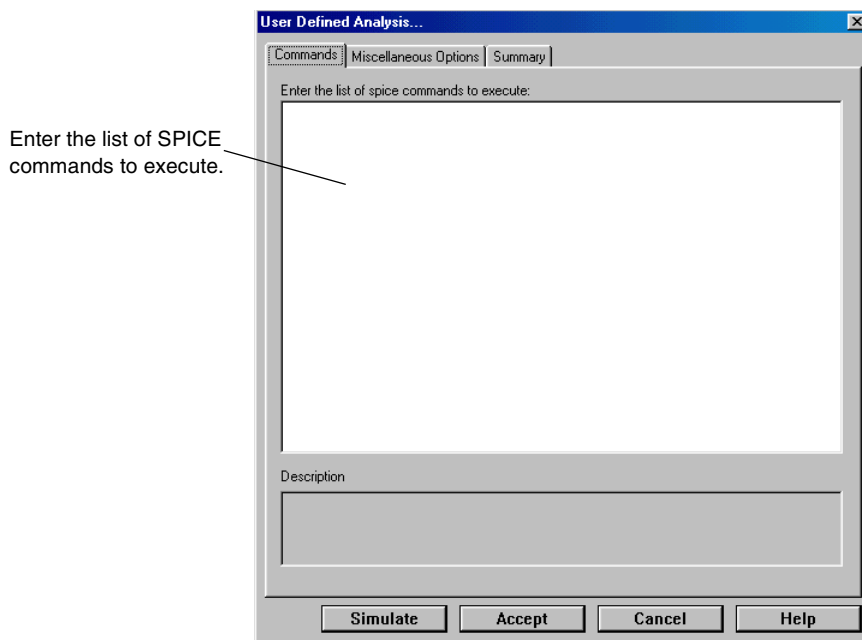 User Defined Analysis...
Commands Miscellaneous Options Summary
Enter the list of spice commands to execute:
Enter the list of SPICE
commands to execute.
Description
Simulate Accept Cancel Help